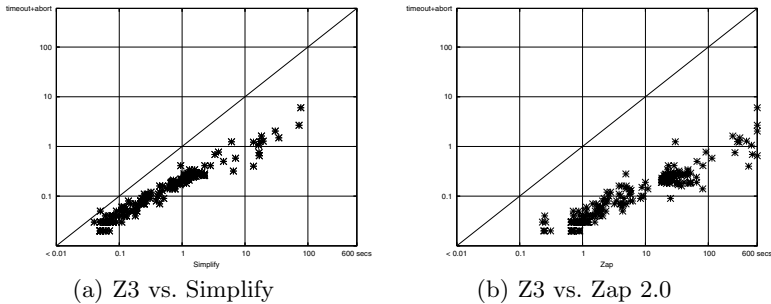 timeout+abort
100
10
1
0.1
< 0.01
0.1
1
10
100
600 secs
Simplify
(a) Z3 vs. Simplify
timeout+abort
100
10
1
0.1
< 0.01
0.1
1
10
100
600 secs
Zap
(b) Z3 vs. Zap 2.0